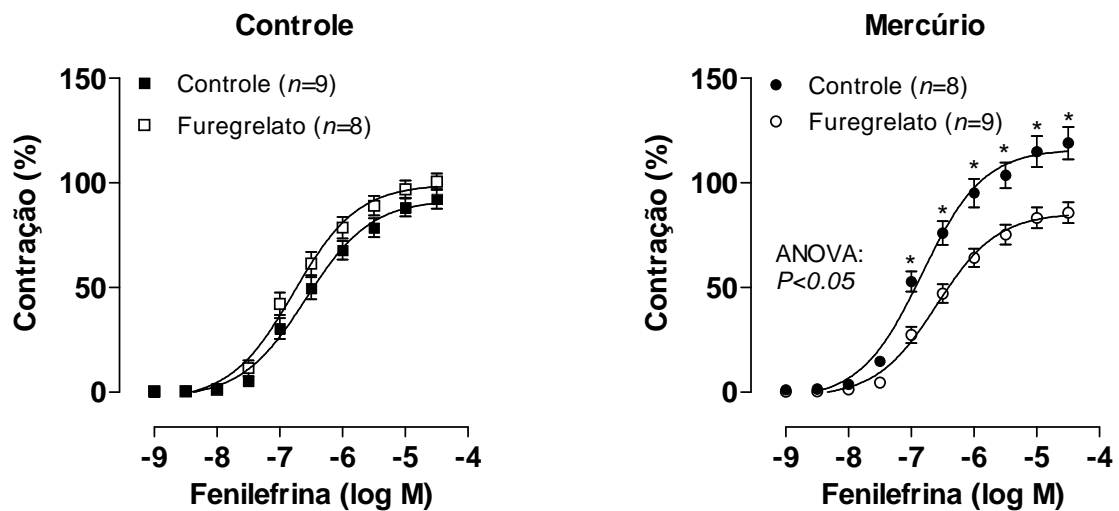 Controle
150
Controle (n=9)
Furegrelato (n=8)
100
50
0
Contração (%)
-9 -8 -7 -6 -5 -4
Fenilefrina (log M)
Mercúrio
150
Controle (n=8)
Furegrelato (n=9)
* * * * * *
100
ANOVA:
P<0.05
50
0
Contração (%)
-9 -8 -7 -6 -5 -4
Fenilefrina (log M)